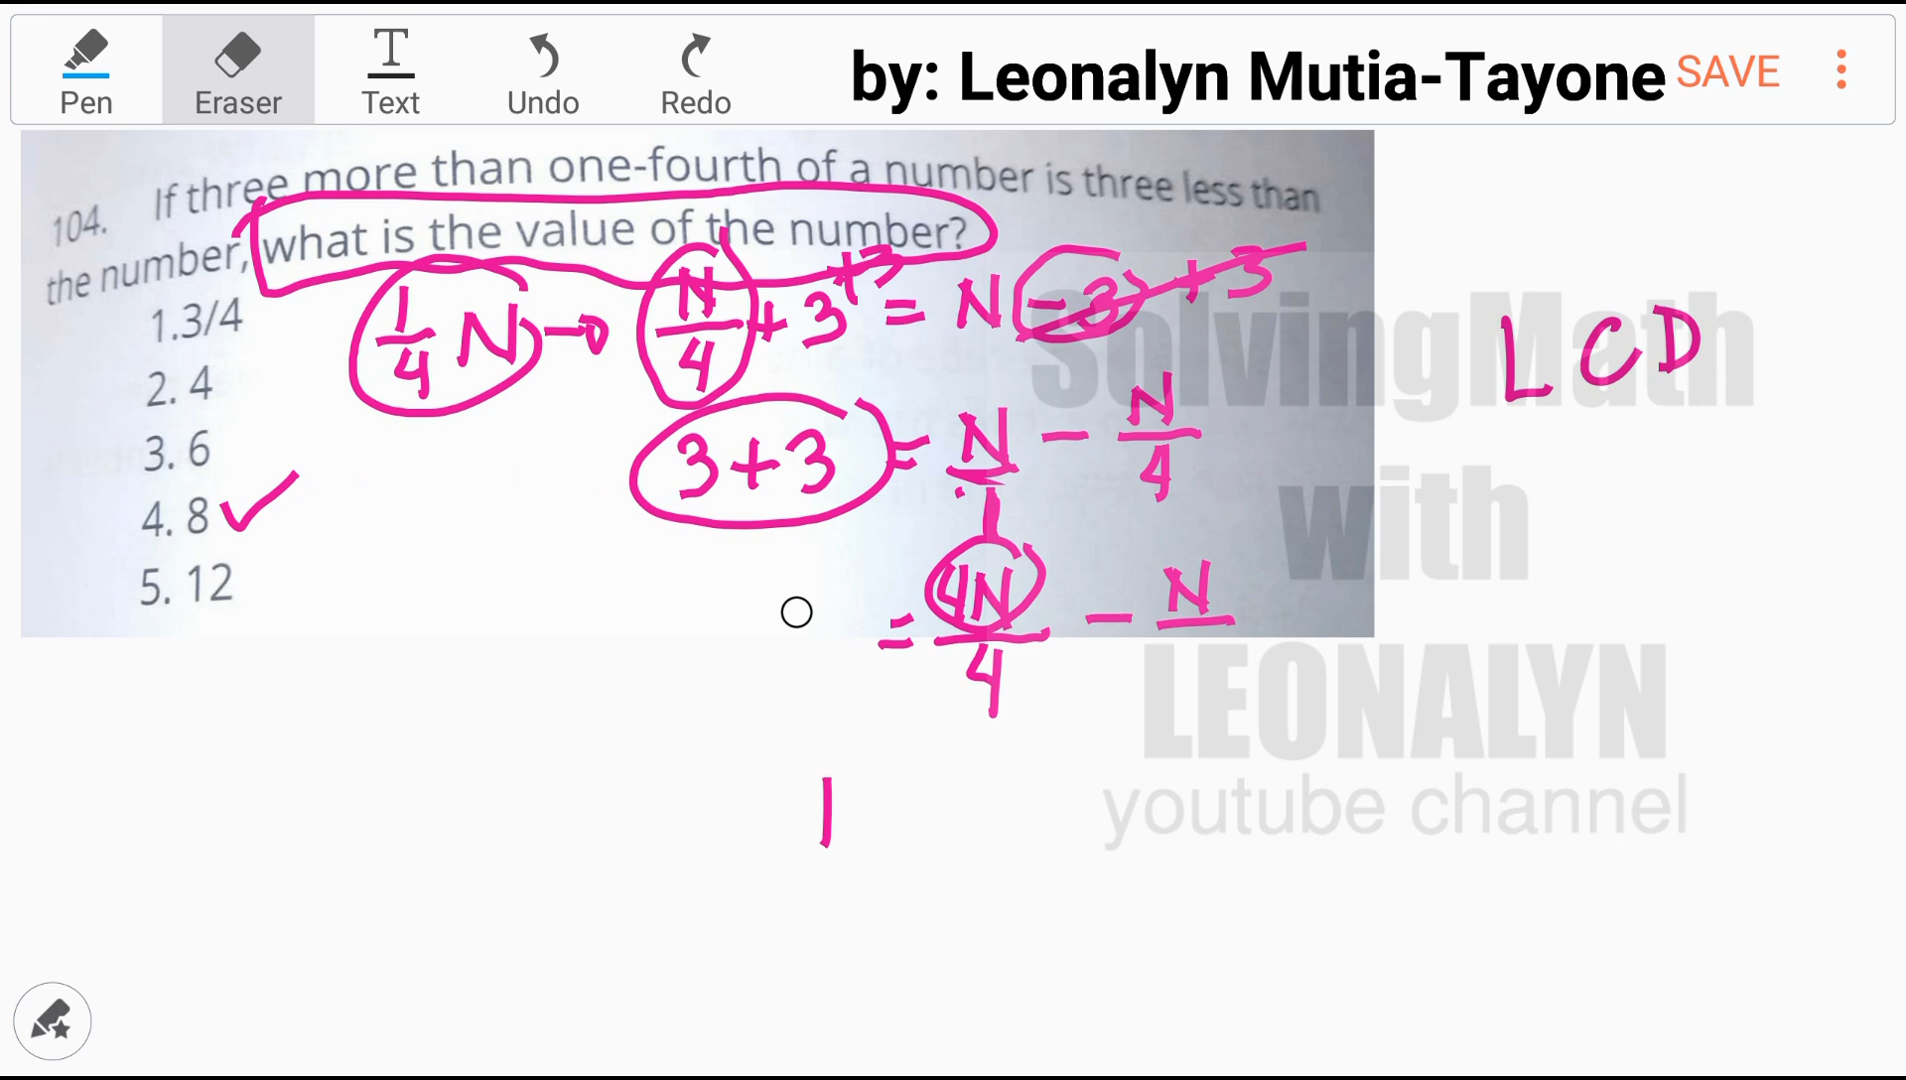 by: Leonalyn Mutia-Tayone
SAVE
Pen
Eraser
Text
Undo
Redo
104. If three more than one-fourth of a number is three less than
the number, what is the value of the number?
1.3/4
2. 4
3. 6
4. 8
5. 12
1/4 N → N/4 + 3 +3 = N - 3 + 3
LCD
3+3 = N/1 - N/4
= 4N/4 - N
SolvingMath
with
LEONALYN
youtube channel